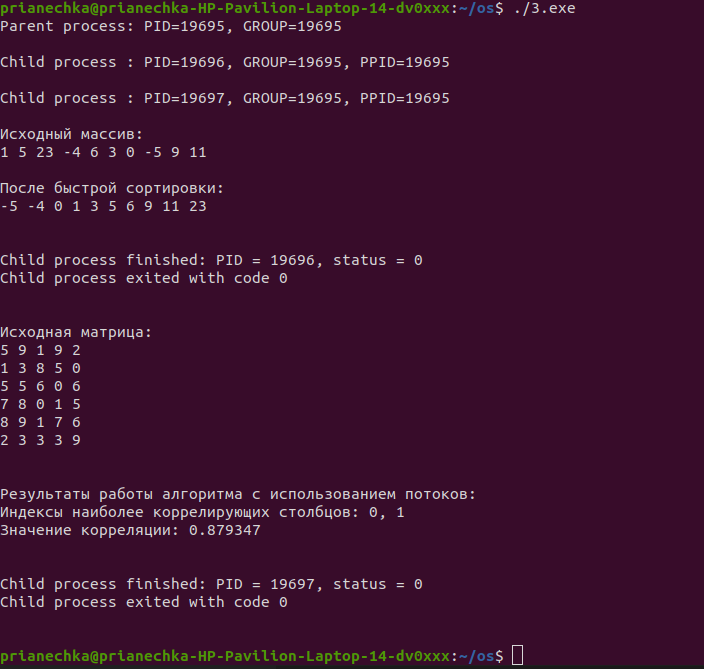 prianechka@prianechka-HP-Pavilion-Laptop-14-dv0xxx:~/os$ ./3.exe
Parent process: PID=19695, GROUP=19695
Child process : PID=19696, GROUP=19695, PPID=19695
Child process : PID=19697, GROUP=19695, PPID=19695
Исходный массив:
1 5 23 -4 6 3 0 -5 9 11
После быстрой сортировки:
-5 -4 0 1 3 5 6 9 11 23
Child process finished: PID = 19696, status = 0
Child process exited with code 0
Исходная матрица:
5 9 1 9 2
1 3 8 5 0
5 5 6 0 6
7 8 0 1 5
8 9 1 7 6
2 3 3 3 9
Результаты работы алгоритма с использованием потоков:
Индексы наиболее коррелирующих столбцов: 0, 1
Значение корреляции: 0.879347
Child process finished: PID = 19697, status = 0
Child process exited with code 0
prianechka@prianechka-HP-Pavilion-Laptop-14-dv0xxx:~/os$